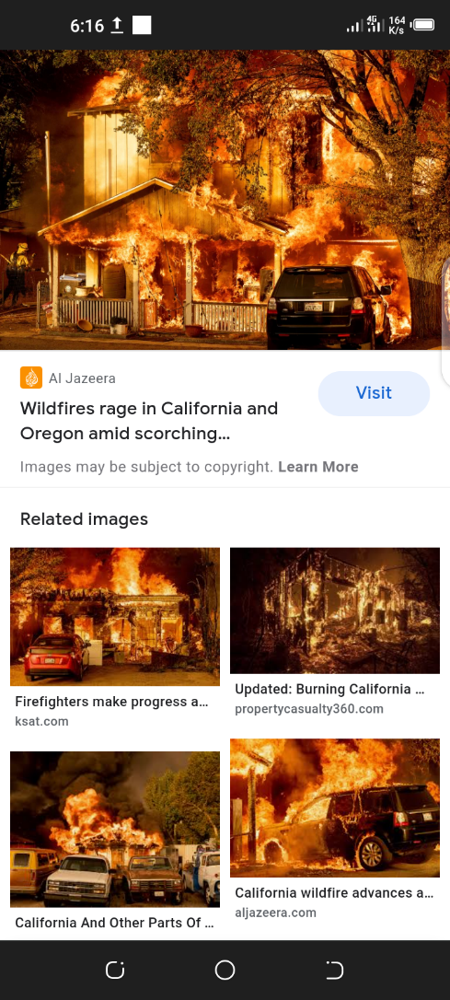 6:16
4G
164
K/s
Al Jazeera
Visit
Wildfires rage in California and
Oregon amid scorching...
Images may be subject to copyright. Learn More
Related images
Firefighters make progress a...
ksat.com
Updated: Burning California ...
propertycasualty360.com
California And Other Parts Of ...
California wildfire advances a...
aljazeera.com